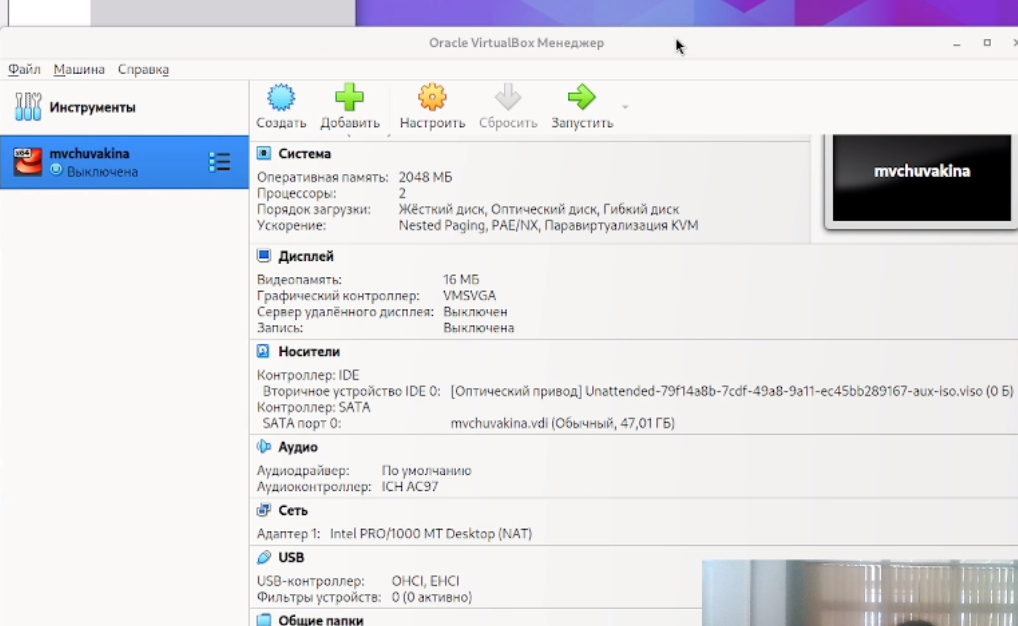 Oracle VirtualBox Менеджер
Файл Машина Справка
Инструменты
Создать Добавить Настроить Сбросить Запустить
x64
mvchuvakina
Выключена
Система
Оперативная память: 2048 МБ
Процессоры: 2
Порядок загрузки: Жёсткий диск, Оптический диск, Гибкий диск
Ускорение: Nested Paging, PAE/NX, Паравиртуализация KVM
mvchuvakina
Дисплей
Видеопамять: 16 МБ
Графический контроллер: VMSVGA
Сервер удалённого дисплея: Выключен
Запись: Выключена
Носители
Контроллер: IDE
Вторичное устройство IDE 0: [Оптический привод] Unattended-79f14a8b-7cdf-49a8-9a11-ec45bb289167-aux-iso.viso (0 Б)
Контроллер: SATA
SATA порт 0: mvchuvakina.vdi (Обычный, 47,01 ГБ)
Аудио
Аудиодрайвер: По умолчанию
Аудиоконтроллер: ICH AC97
Сеть
Адаптер 1: Intel PRO/1000 MT Desktop (NAT)
USB
USB-контроллер: OHCI, EHCI
Фильтры устройств: 0 (0 активно)
Общие папки